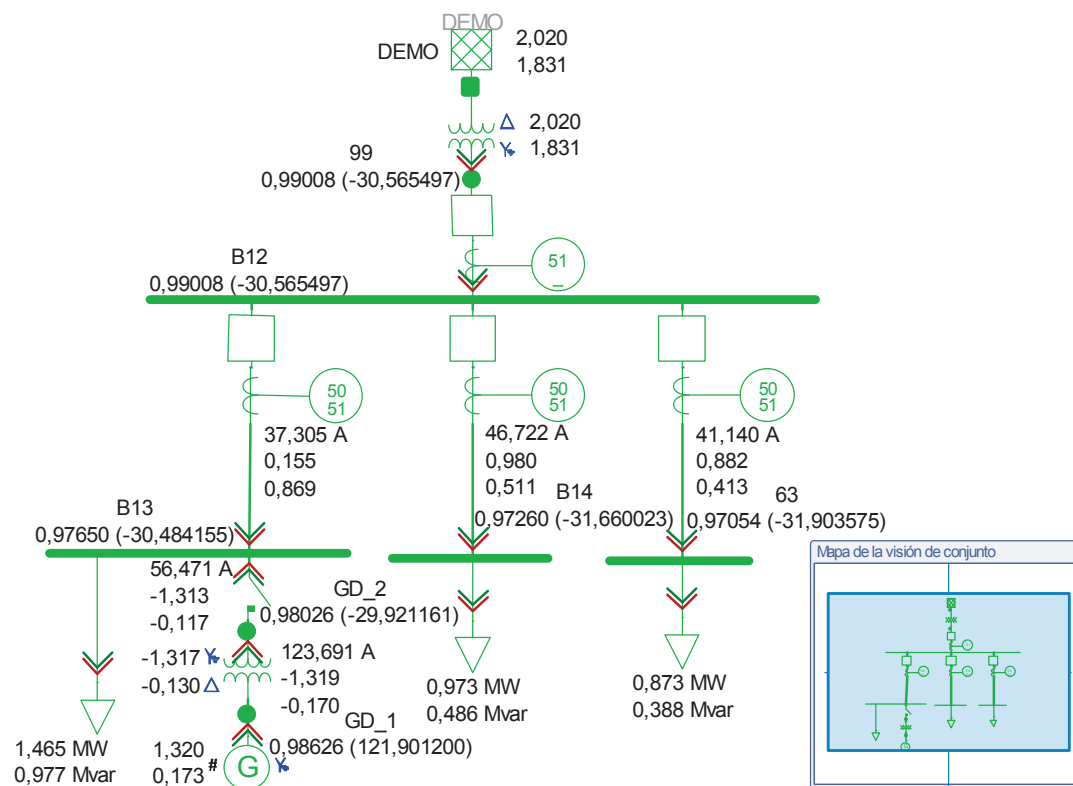 DEMO
DEMO
2,020
1,831
Δ 2,020
1,831
99
0,99008 (-30,565497)
51
B12
0,99008 (-30,565497)
50
51
50
51
50
51
37,305 A
0,155
0,869
46,722 A
0,980
0,511
41,140 A
0,882
0,413
B13
0,97650 (-30,484155)
B14
0,97260 (-31,660023)
63
0,97054 (-31,903575)
56,471 A
-1,313
-0,117
GD_2
0,98026 (-29,921161)
-1,317
-0,130 Δ
123,691 A
-1,319
-0,170
GD_1
0,98626 (121,901200)
1,320
0,173 #
G
1,465 MW
0,977 Mvar
0,973 MW
0,486 Mvar
0,873 MW
0,388 Mvar
Mapa de la visión de conjunto